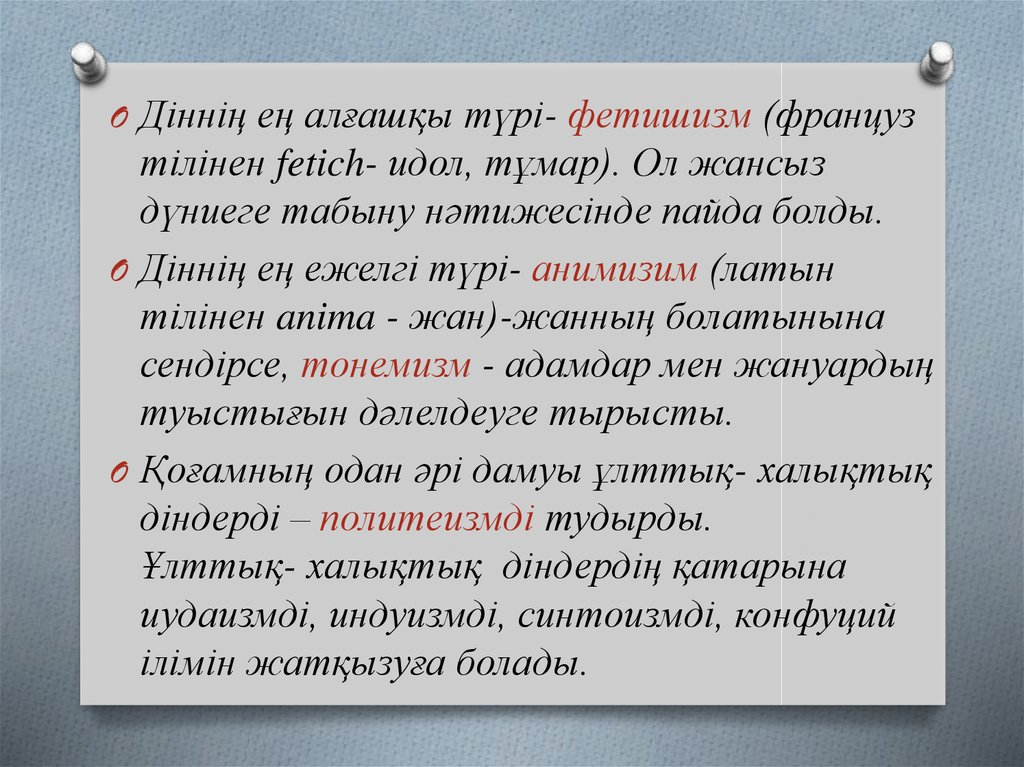 Діннің ең алғашқы түрі- фетишизм (француз
тілінен fetich- идол, тұмар). Ол жансыз
дүниеге табыну нәтижесінде пайда болды.
Діннің ең ежелгі түрі- анимизим (латын
тілінен anima - жан)-жанның болатынына
сендірсе, тонемизм - адамдар мен жануардың
туыстығын дәлелдеуге тырысты.
Қоғамның одан әрі дамуы ұлттық- халықтық
діндерді – политеизмді тудырды.
Ұлттық- халықтық  діндердің қатарына
иудаизмді, индуизмді, синтоизмді, конфуций
ілімін жатқызуға болады.